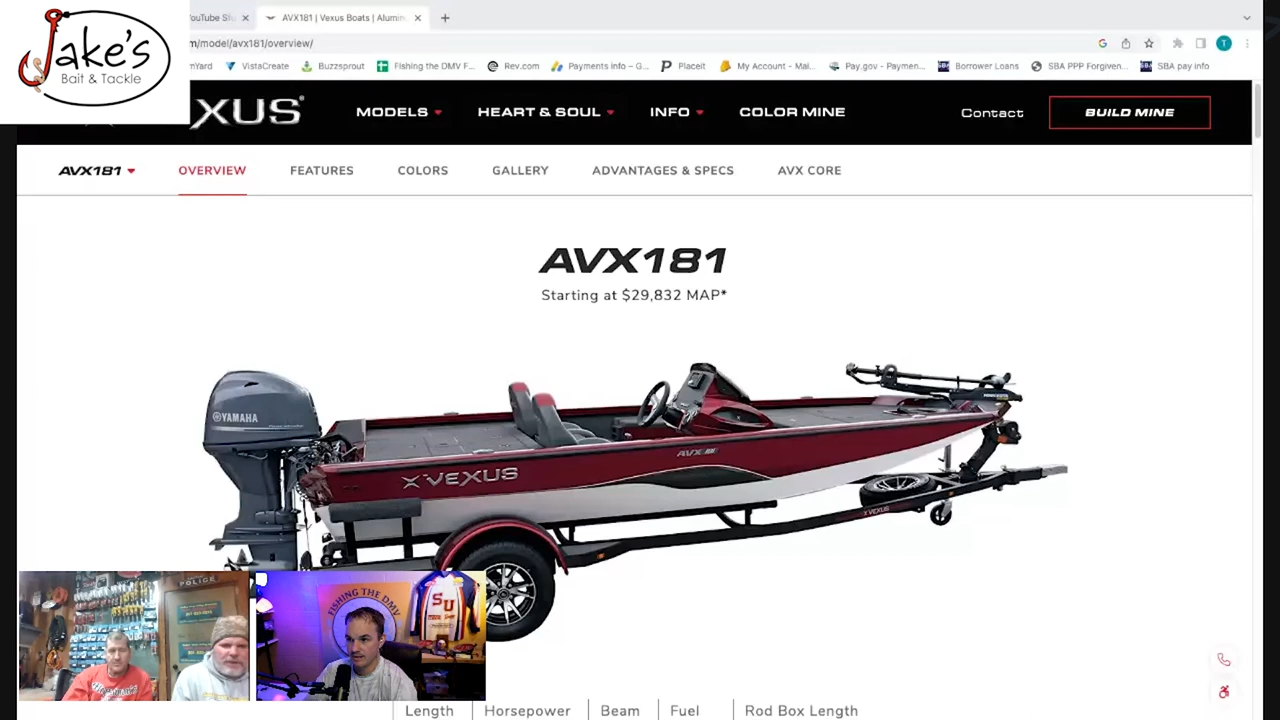 Jake's
Bait & Tackle
YouTube Stu
AVX181 | Vexus Boats | Alumin
m/model/avx181/overview/
T
mYard
VistaCreate
Buzzsprout
Fishing the DMV F...
Rev.com
Payments info – G...
Placeit
My Account - Mai...
Pay.gov - Paymen...
Borrower Loans
SBA PPP Forgiven...
SBA pay info
VEXUS
MODELS
HEART & SOUL
INFO
COLOR MINE
Contact
BUILD MINE
AVX181
OVERVIEW
FEATURES
COLORS
GALLERY
ADVANTAGES & SPECS
AVX CORE
AVX181
Starting at $29,832 MAP*
YAMAHA
VEXUS
AVX
VEXUS
POLICE
FISHING THE DMV
SU
Length
Horsepower
Beam
Fuel
Rod Box Length